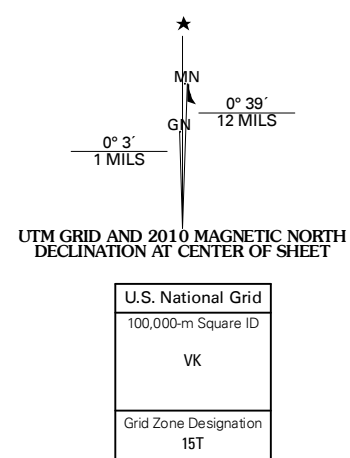 MN
0° 39´
12 MILS
GN
0° 3´
1 MILS
UTM GRID AND 2010 MAGNETIC NORTH
DECLINATION AT CENTER OF SHEET
U.S. National Grid
100,000-m Square ID
VK
Grid Zone Designation
15T